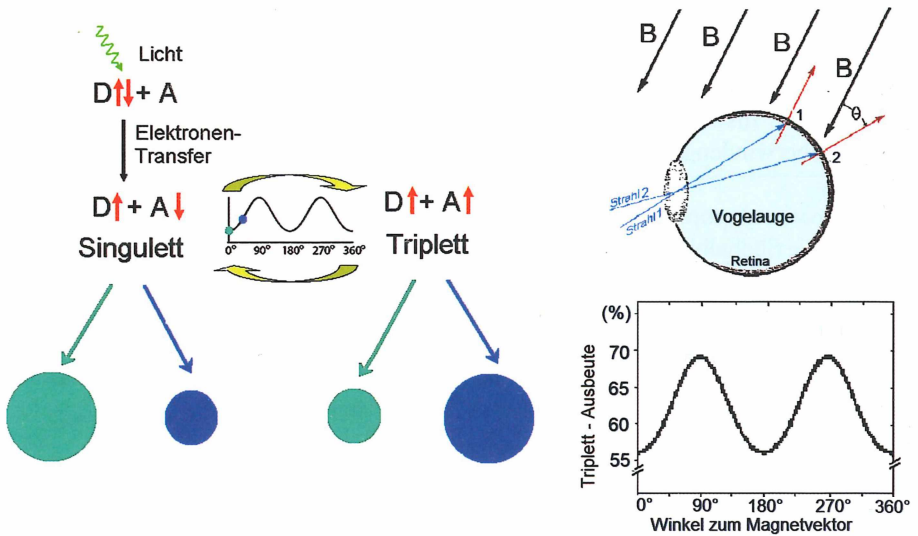 Licht
D + A
Elektronen-
Transfer
D + A
Singulett
0° 90° 180° 270° 360°
D + A
Triplett
B
B
B
B
θ
1
2
Strahl 2
Strahl 1
Vogelauge
Retina
(%)
70
65
60
55
Triplett - Ausbeute
0° 90° 180° 270° 360°
Winkel zum Magnetvektor